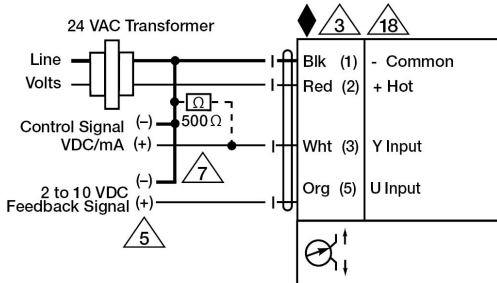 24 VAC Transformer
3 18
Line
Volts
Blk (1) - Common
Red (2) + Hot
Ω
500 Ω
Control Signal (-)
VDC/mA (+)
Wht (3) Y Input
7
(-)
2 to 10 VDC
Feedback Signal (+)
Org (5) U Input
5